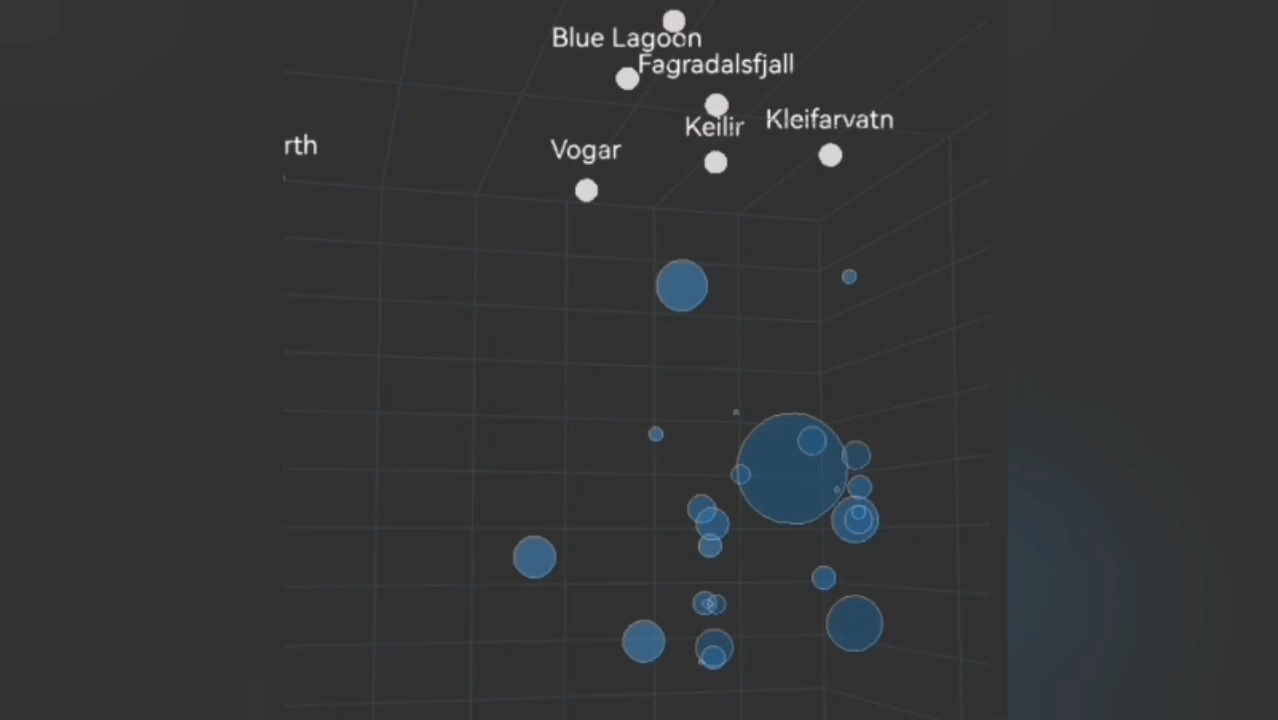 Blue Lagoon
Fagradalsfjall
Keilir
Kleifarvatn
rth
Vogar